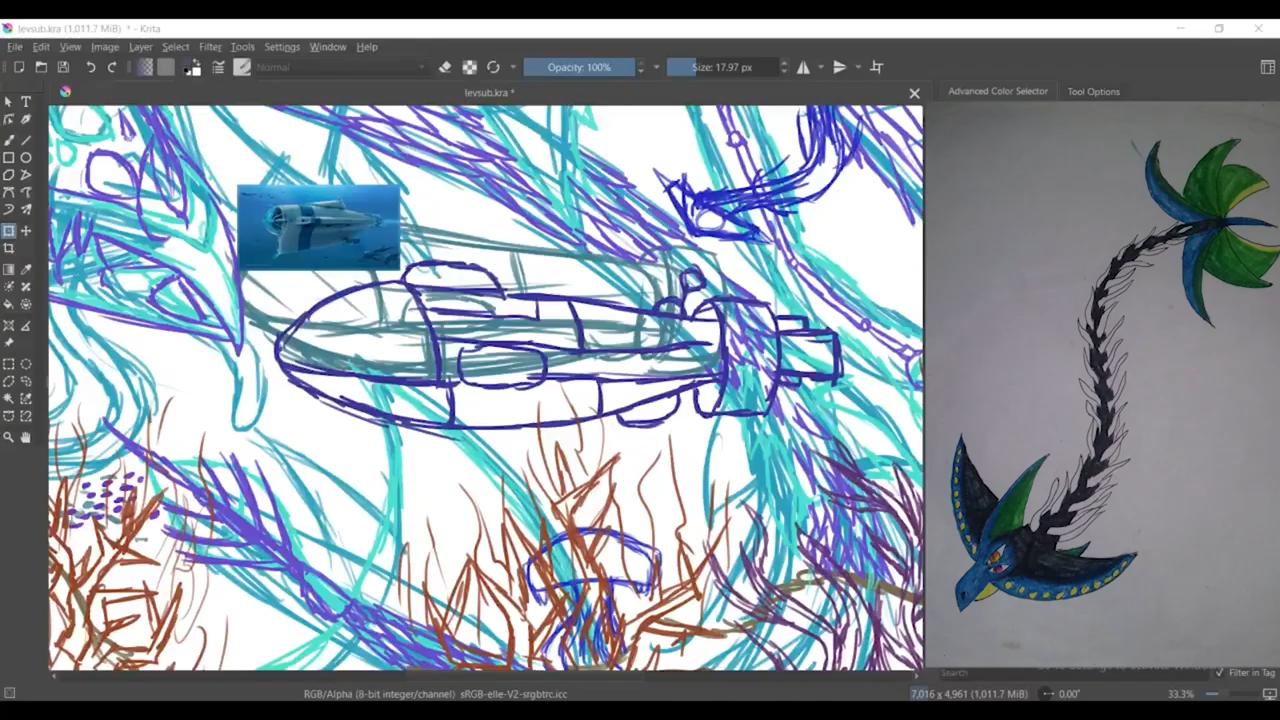 levsub.kra (1,011.7 MiB) * - Krita
File Edit View Image Layer Select Filter Tools Settings Window Help
Normal
Opacity: 100%
Size: 17.97 px
levsub.kra *
Advanced Color Selector
Tool Options
Search
Filter in Tag
RGB/Alpha (8-bit integer/channel) sRGB-elle-V2-srgbtrc.icc
7,016 x 4,961 (1,011.7 MiB)
0.00°
33.3%